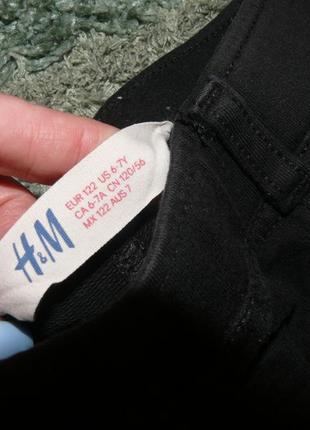 EUR 122 US 6-7Y
CA 6-7A CN 120/56
MX 122 AUS 7
H&M